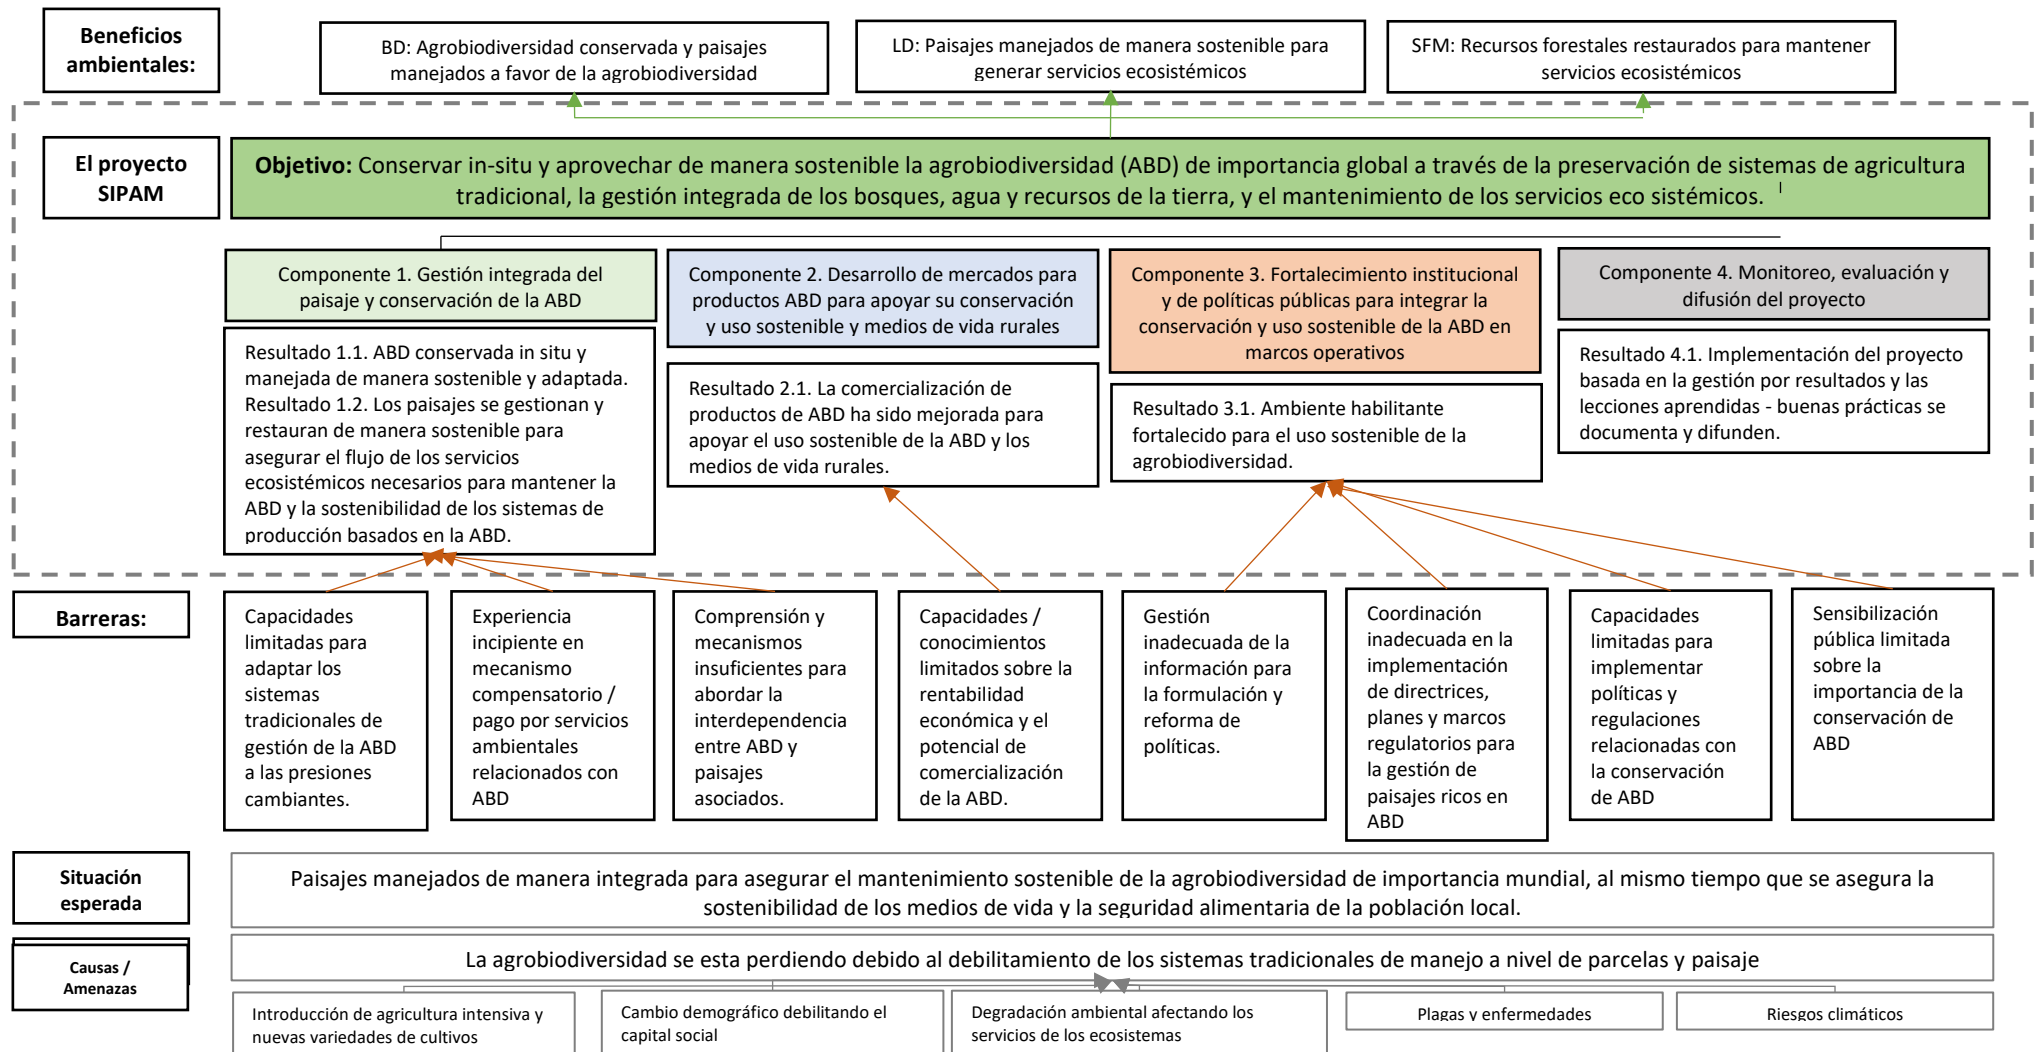 Beneficios
ambientales:
BD: Agrobiodiversidad conservada y paisajes
manejados a favor de la agrobiodiversidad
LD: Paisajes manejados de manera sostenible para
generar servicios ecosistémicos
SFM: Recursos forestales restaurados para mantener
servicios ecosistémicos
El proyecto
SIPAM
Objetivo: Conservar in-situ y aprovechar de manera sostenible la agrobiodiversidad (ABD) de importancia global a través de la preservación de sistemas de agricultura
tradicional, la gestión integrada de los bosques, agua y recursos de la tierra, y el mantenimiento de los servicios eco sistémicos.
Componente 1. Gestión integrada del
paisaje y conservación de la ABD
Componente 2. Desarrollo de mercados para
productos ABD para apoyar su conservación
y uso sostenible y medios de vida rurales
Componente 3. Fortalecimiento institucional
y de políticas públicas para integrar la
conservación y uso sostenible de la ABD en
marcos operativos
Componente 4. Monitoreo, evaluación y
difusión del proyecto
Resultado 1.1. ABD conservada in situ y
manejada de manera sostenible y adaptada.
Resultado 1.2. Los paisajes se gestionan y
restauran de manera sostenible para
asegurar el flujo de los servicios
ecosistémicos necesarios para mantener la
ABD y la sostenibilidad de los sistemas de
producción basados en la ABD.
Resultado 2.1. La comercialización de
productos de ABD ha sido mejorada para
apoyar el uso sostenible de la ABD y los
medios de vida rurales.
Resultado 3.1. Ambiente habilitante
fortalecido para el uso sostenible de la
agrobiodiversidad.
Resultado 4.1. Implementación del proyecto
basada en la gestión por resultados y las
lecciones aprendidas - buenas prácticas se
documenta y difunden.
Barreras:
Capacidades
limitadas para
adaptar los
sistemas
tradicionales de
gestión de la ABD
a las presiones
cambiantes.
Experiencia
incipiente en
mecanismo
compensatorio /
pago por servicios
ambientales
relacionados con
ABD
Comprensión y
mecanismos
insuficientes para
abordar la
interdependencia
entre ABD y
paisajes
asociados.
Capacidades /
conocimientos
limitados sobre la
rentabilidad
económica y el
potencial de
comercialización
de la ABD.
Gestión
inadecuada de la
información para
la formulación y
reforma de
políticas.
Coordinación
inadecuada en la
implementación
de directrices,
planes y marcos
regulatorios para
la gestión de
paisajes ricos en
ABD
Capacidades
limitadas para
implementar
políticas y
regulaciones
relacionadas con
la conservación
de ABD
Sensibilización
pública limitada
sobre la
importancia de la
conservación de
ABD
Situación
esperada
Paisajes manejados de manera integrada para asegurar el mantenimiento sostenible de la agrobiodiversidad de importancia mundial, al mismo tiempo que se asegura la
sostenibilidad de los medios de vida y la seguridad alimentaria de la población local.
Causas /
Amenazas
La agrobiodiversidad se esta perdiendo debido al debilitamiento de los sistemas tradicionales de manejo a nivel de parcelas y paisaje
Introducción de agricultura intensiva y
nuevas variedades de cultivos
Cambio demográfico debilitando el
capital social
Degradación ambiental afectando los
servicios de los ecosistemas
Plagas y enfermedades
Riesgos climáticos